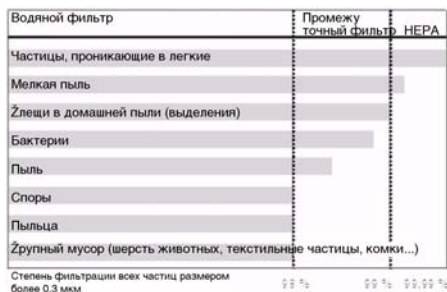 Водяной фильтр
Промежу
точный фильтр
HEPA
Частицы, проникающие в легкие
Мелкая пыль
Žлещи в домашней пыли (выделения)
Бактерии
Пыль
Споры
Пыльца
Žрупный мусор (шерсть животных, текстильные частицы, комки...)
Степень фильтрации всех частиц размером
более 0.3 мкм